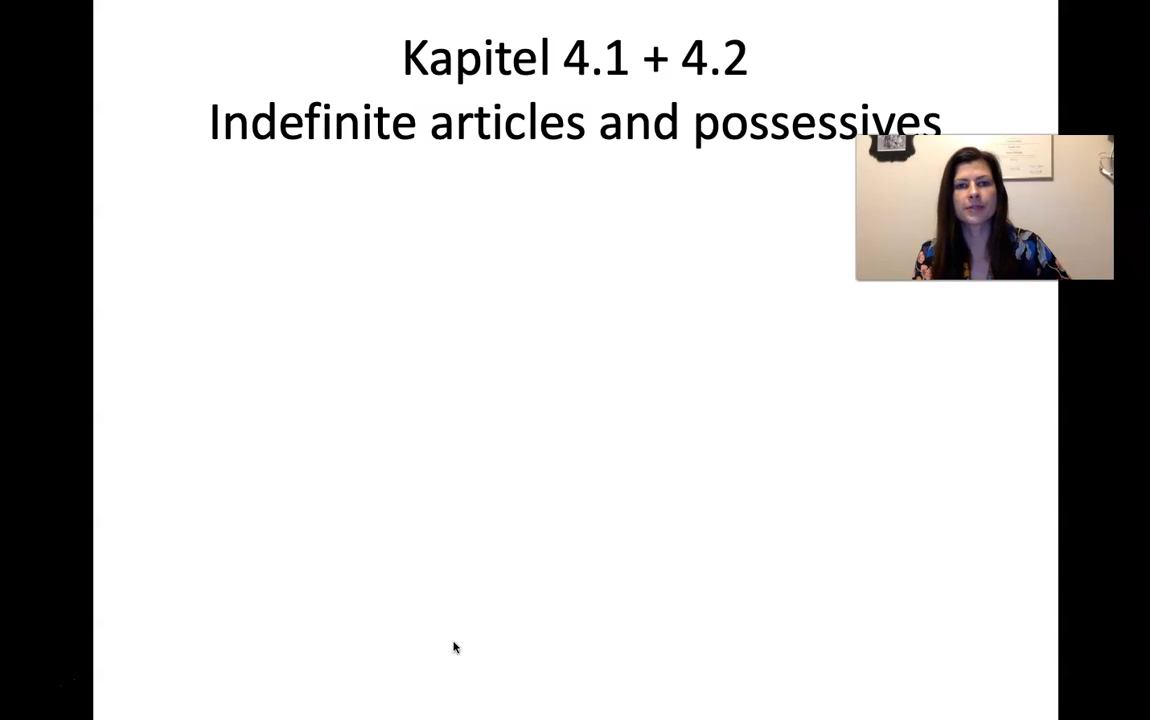 Kapitel 4.1 + 4.2
Indefinite articles and possessives